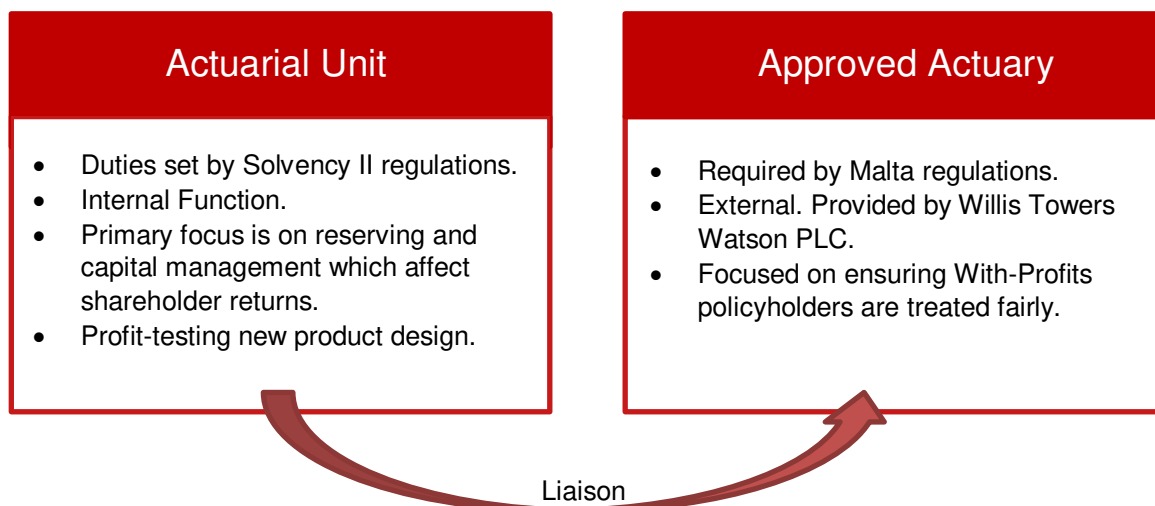 Actuarial Unit
• Duties set by Solvency II regulations.
• Internal Function.
• Primary focus is on reserving and
capital management which affect
shareholder returns.
• Profit-testing new product design.
Approved Actuary
• Required by Malta regulations.
• External. Provided by Willis Towers
Watson PLC.
• Focused on ensuring With-Profits
policyholders are treated fairly.
Liaison